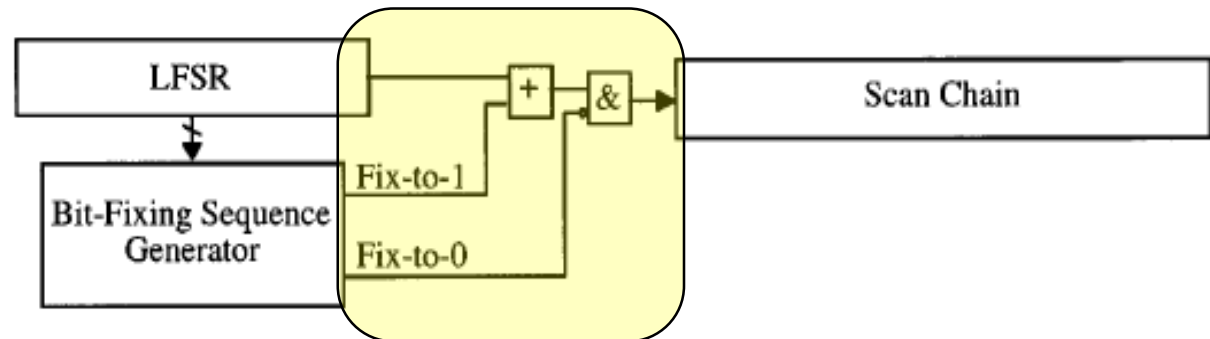 LFSR
+
&
Scan Chain
Fix-to-1
Bit-Fixing Sequence
Generator
Fix-to-0